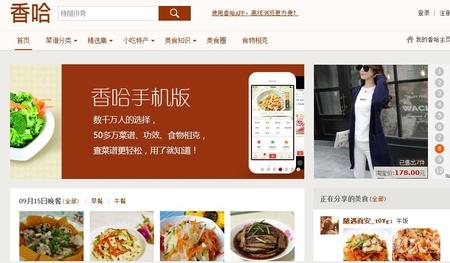 香哈
糖醋排骨
使用香哈APP,离线浏览更方便!
登录
首页
菜谱分类
精选集
小吃特产
美食知识
美食圈
食物相克
我的香哈主页
香哈手机版
数千万人的选择，
50多万菜谱、功效、食物相克，
查菜谱更轻松，用了就知道！
WACK
已售出7件
淘宝价:178.00元
1
2
3
4
5
6
7
8
9
10
09月15日晚餐(全部)
早餐
午餐
正在分享的美食(全部)
随遇而安_t0Vg: 午饭